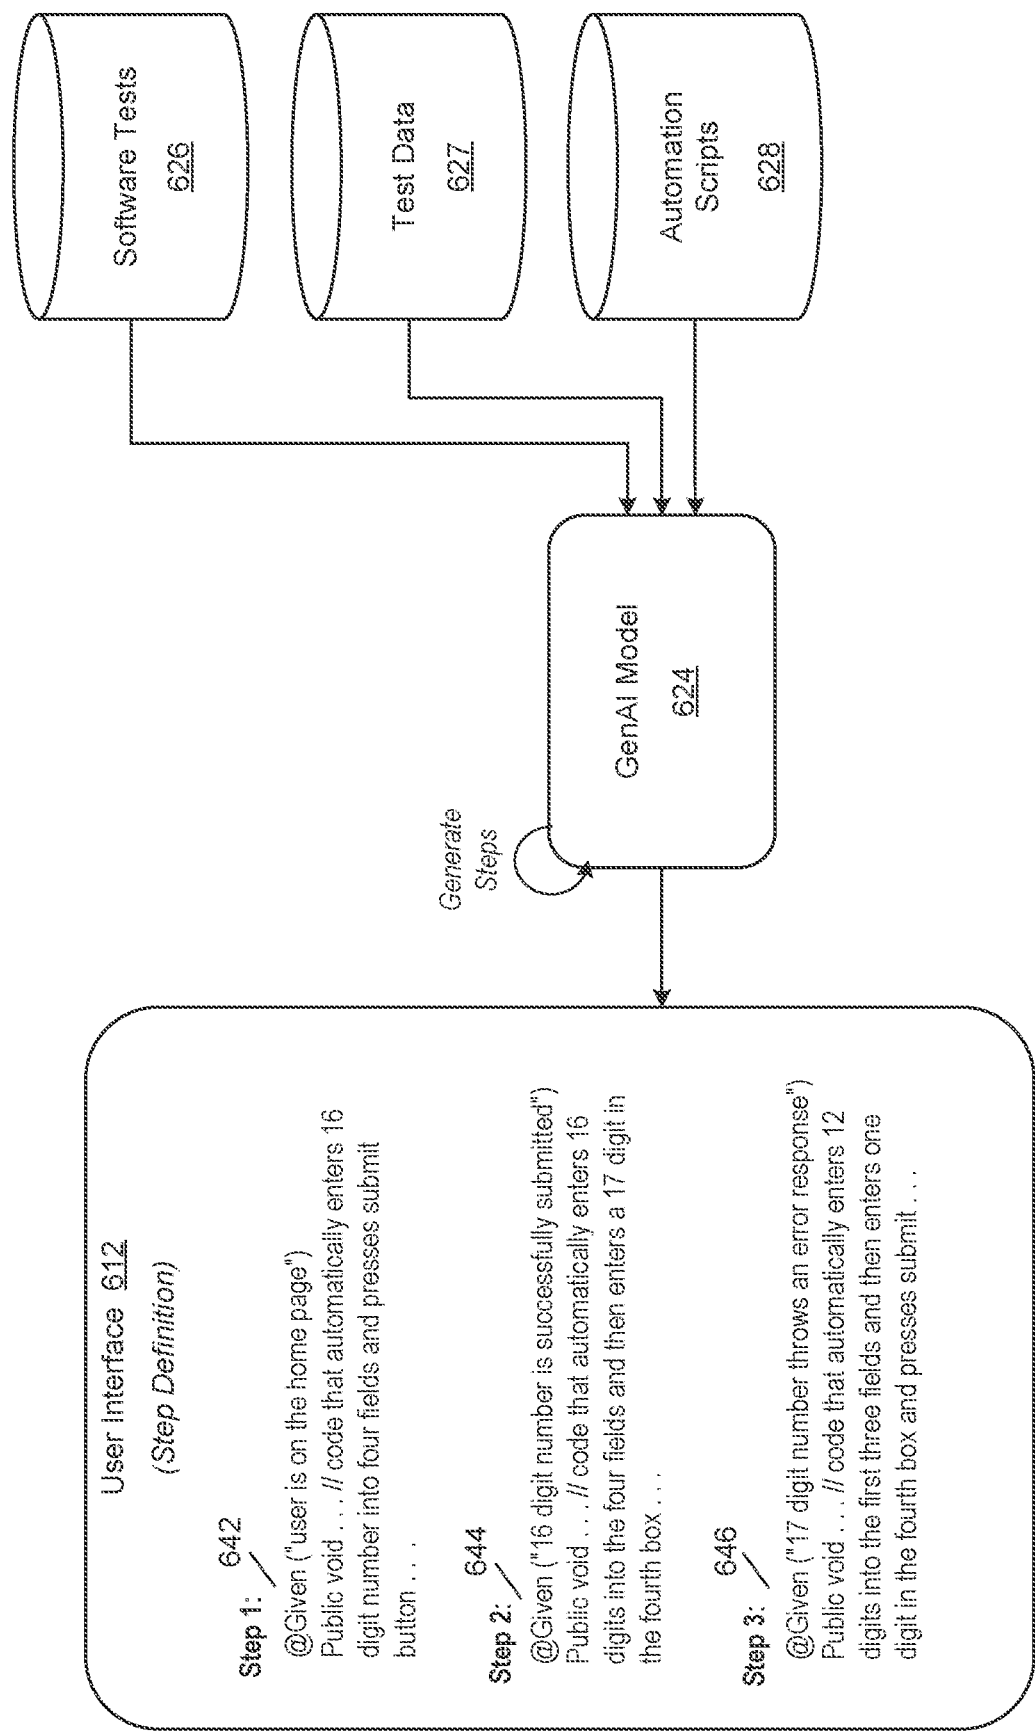 User Interface 612
(Step Definition)
Step 1:
642
@Given ("user is on the home page")
Public void . . . // code that automatically enters 16
digit number into four fields and presses submit
button . . . .
Step 2:
644
@Given ("16 digit number is successfully submitted")
Public void . . . // code that automatically enters 16
digits into the four fields and then enters a 17 digit in
the fourth box . . .
Step 3:
646
@Given ("17 digit number throws an error response")
Public void . . . // code that automatically enters 12
digits into the first three fields and then enters one
digit in the fourth box and presses submit . . . .
Generate
Steps
GenAI Model
624
Software Tests
626
Test Data
627
Automation
Scripts
628